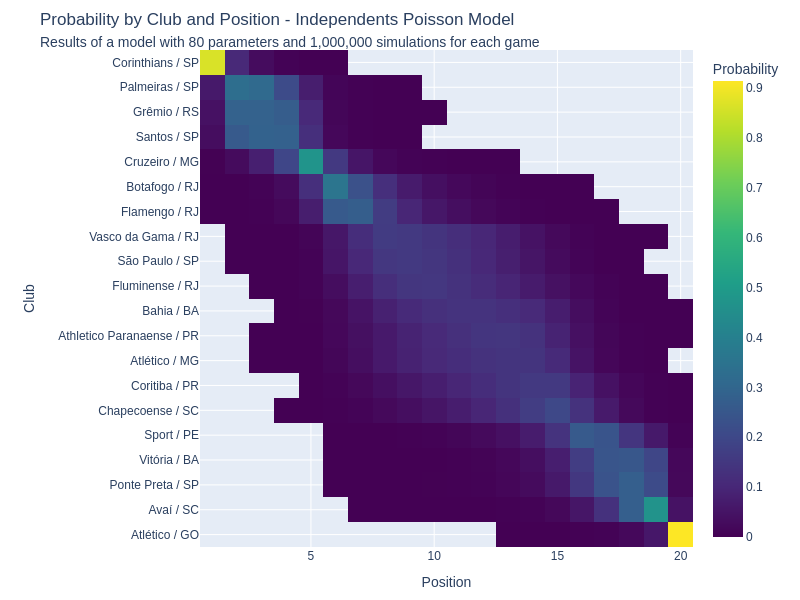 Probability by Club and Position - Independents Poisson Model
Results of a model with 80 parameters and 1,000,000 simulations for each game
Probability
Corinthians / SP
Palmeiras / SP
Grêmio / RS
Santos / SP
Cruzeiro / MG
Botafogo / RJ
Flamengo / RJ
Vasco da Gama / RJ
São Paulo / SP
Fluminense / RJ
Bahia / BA
Athletico Paranaense / PR
Atlético / MG
Coritiba / PR
Chapecoense / SC
Sport / PE
Vitória / BA
Ponte Preta / SP
Avaí / SC
Atlético / GO
Club
5
10
15
20
Position
0.9
0.8
0.7
0.6
0.5
0.4
0.3
0.2
0.1
0